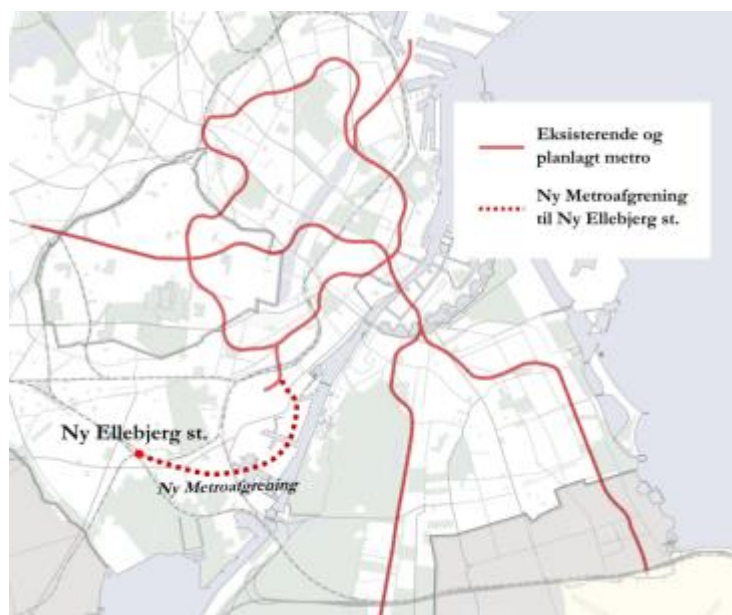 Eksisterende og
planlagt metro
Ny Metroafgrening
til Ny Ellebjerg st.
Ny Ellebjerg st.
Ny Metroafgrening